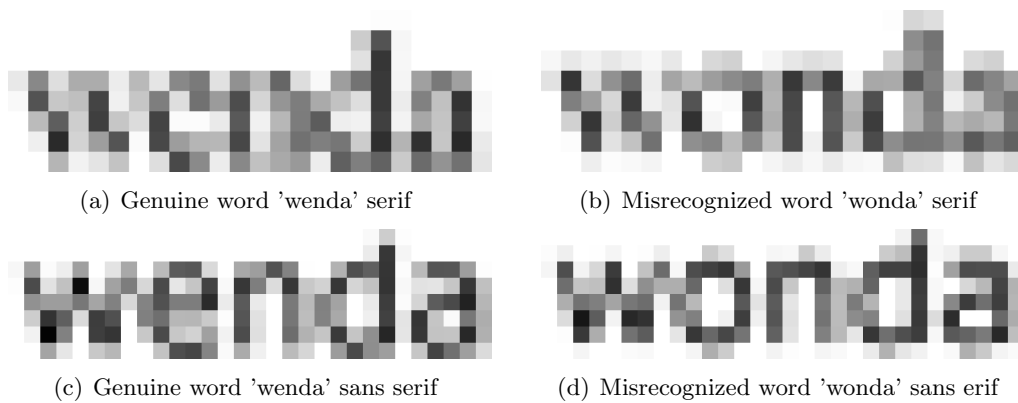 wenda
wonda
(a) Genuine word 'wenda' serif
(b) Misrecognized word 'wonda' serif
wenda
wonda
(c) Genuine word 'wenda' sans serif
(d) Misrecognized word 'wonda' sans erif